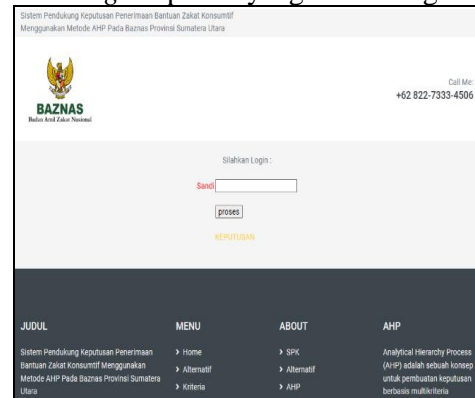 Sistem Pendukung Keputusan Penerimaan Bantuan Zakat Konsumtif
Menggunakan Metode AHP Pada Baznas Provinsi Sumatera Utara
BAZNAS
Badan Amil Zakat Nasional
Call Me:
+62 822-7333-4506
Silahkan Login :
Sandi
proses
KEPUTUSAN
JUDUL
Sistem Pendukung Keputusan Penerimaan
Bantuan Zakat Konsumtif Menggunakan
Metode AHP Pada Baznas Provinsi Sumatera
Utara
MENU
> Home
> Alternatif
> Kriteria
ABOUT
> SPK
> Alternatif
> AHP
AHP
Analytical Hierarchy Process
(AHP) adalah sebuah konsep
untuk pembuatan keputusan
berbasis multikriteria